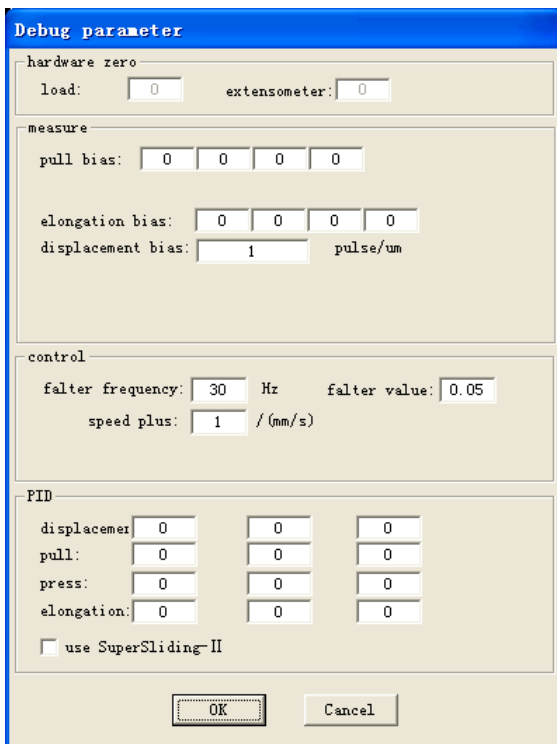 Debug parameter
hardware zero
load: 0 extensometer: 0
measure
pull bias: 0 0 0 0
elongation bias: 0 0 0 0
displacement bias: 1 pulse/um
control
falter frequency: 30 Hz falter value: 0.05
speed plus: 1 /(mm/s)
PID
displacemen 0 0 0
pull: 0 0 0
press: 0 0 0
elongation: 0 0 0
use SuperSliding-II
OK Cancel